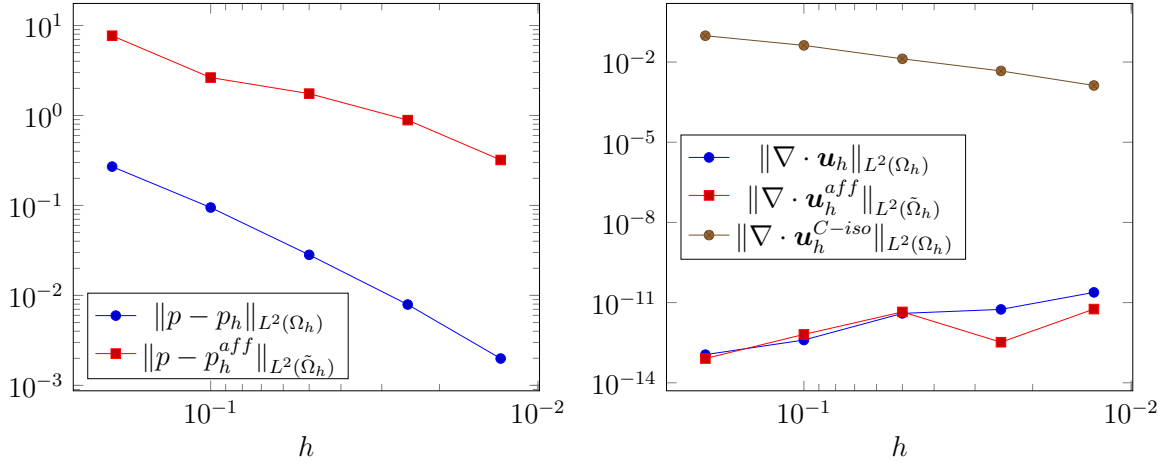 10^1
10^0
10^{-1}
10^{-2}
10^{-3}
‖p − p_h‖_{L^2(Ω_h)}
‖p − p_h^{aff}‖_{L^2(Ω̃_h)}
10^{-1}
10^{-2}
h
10^{-2}
10^{-5}
10^{-8}
10^{-11}
10^{-14}
‖∇ · u_h‖_{L^2(Ω_h)}
‖∇ · u_h^{aff}‖_{L^2(Ω̃_h)}
‖∇ · u_h^{C−iso}‖_{L^2(Ω_h)}
10^{-1}
10^{-2}
h